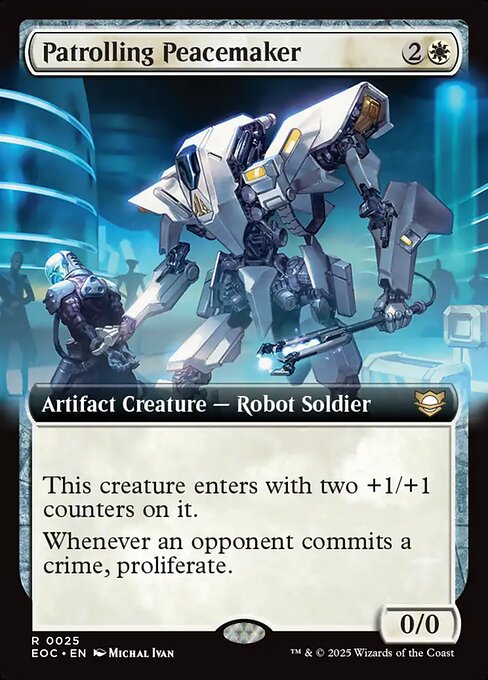 Patrolling Peacemaker 2
Artifact Creature — Robot Soldier
This creature enters with two +1/+1
counters on it.
Whenever an opponent commits a
crime, proliferate.
0/0
R 0025
EOC • EN Michal Ivan
™ & © 2025 Wizards of the Coast